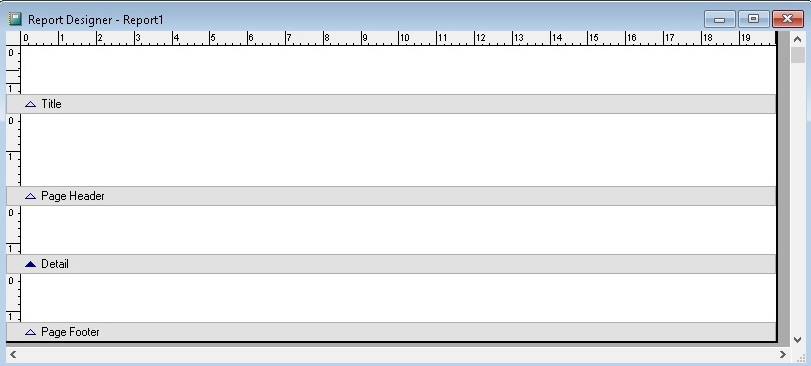 Report Designer - Report1
0 1 2 3 4 5 6 7 8 9 10 11 12 13 14 15 16 17 18 19
0
1
Title
0
1
Page Header
0
1
Detail
0
1
Page Footer